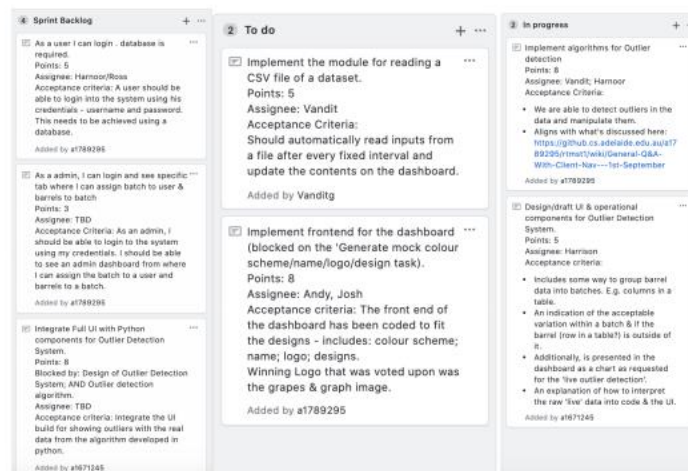 4 Sprint Backlog
As a user I can login . database is
required.
Points: 5
Assignee: Harnoor/Ross
Acceptance criteria: A user should be
able to login into the system using his
credentials - username and password.
This needs to be achieved using a
database.
Added by a1789295
As a admin, I can login and see specific
tab where I can assign batch to user &
barrels to batch
Points: 3
Assignee: TBD
Acceptance Criteria: As an admin, I
should be able to login to the system
using my credentials. I should be able
to see an admin dashboard from where
I can assign the batch to a user and
barrels to a batch.
Added by a1789295
Integrate Full UI with Python
components for Outlier Detection
System.
Points: 8
Blocked by: Design of Outlier Detection
System; AND Outlier detection
algorithm.
Assignee: TBD
Acceptance criteria: Integrate the UI
build for showing outliers with the real
data from the algorithm developed in
python.
Added by a1671245
2 To do
Implement the module for reading a
CSV file of a dataset.
Points: 5
Assignee: Vandit
Acceptance Criteria:
Should automatically read inputs from
a file after every fixed interval and
update the contents on the dashboard.
Added by Vanditg
Implement frontend for the dashboard
(blocked on the 'Generate mock colour
scheme/name/logo/design task).
Points: 8
Assignee: Andy, Josh
Acceptance criteria: The front end of
the dashboard has been coded to fit
the designs - includes: colour scheme;
name; logo; designs.
Winning Logo that was voted upon was
the grapes & graph image.
Added by a1789295
2 In progress
Implement algorithms for Outlier
detection
Points: 8
Assignee: Vandit; Harnoor
Acceptance Criteria:
• We are able to detect outliers in the
data and manipulate them.
• Aligns with what's discussed here:
https://github.cs.adelaide.edu.au/a17
89295/rtmst1/wiki/General-Q&A-
With-Client-Nav---1st-September
Added by a1789295
Design/draft UI & operational
components for Outlier Detection
System.
Points: 5
Assignee: Harrison
Acceptance criteria:
• Includes some way to group barrel
data into batches. E.g. columns in a
table.
• An indication of the acceptable
variation within a batch & if the
barrel (row in a table?) is outside of
it.
• Additionally, is presented in the
dashboard as a chart as requested
for the 'live outlier detection'.
• An explanation of how to interpret
the raw 'live' data into code & the UI.
Added by a1671245